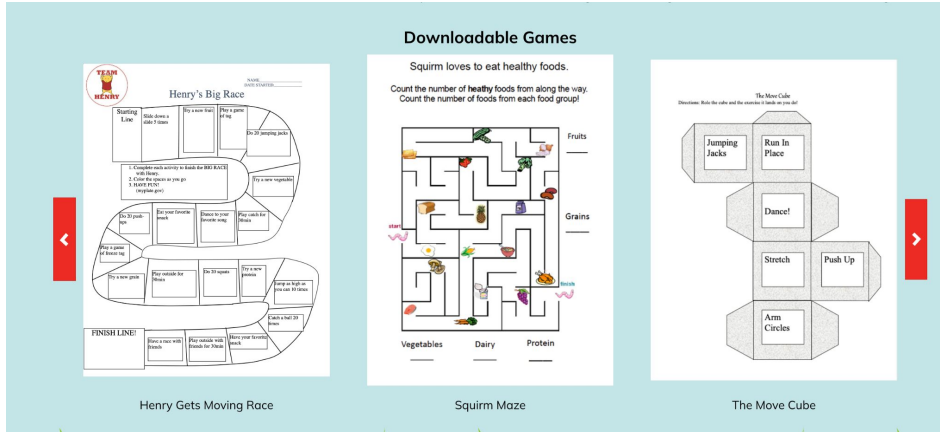 Downloadable Games
TEAM
HENRY
NAME
DATE STARTED
Henry's Big Race
Starting
Line
Slide down a
slide 5 times
Try a new fruit
Play a game
of tag
Do 20 jumping jacks
1. Complete each activity to finish the BIG RACE
with Henry.
2. Color the spaces as you go
3. HAVE FUN!
(myplate.gov)
Try a new vegetable
Do 20 push-
ups
Eat your favorite
snack
Dance to your
favorite song
Play catch for
30min
Play a game
of freeze tag
Try a new grain
Play outside for
30min
Do 20 squats
Try a new
protein
Jump as high as
you can 10 times
Catch a ball 20
times
FINISH LINE!
Have a race with
friends
Play outside with
friends for 30min
Have your favorite
snack
Henry Gets Moving Race
Squirm loves to eat healthy foods.
Count the number of heathy foods from along the way.
Count the number of foods from each food group!
Fruits
Grains
start
finish
Vegetables
Dairy
Protein
Squirm Maze
The Move Cube
Directions: Role the cube and the exercise it lands on you do!
Jumping
Jacks
Run In
Place
Dance!
Stretch
Push Up
Arm
Circles
The Move Cube